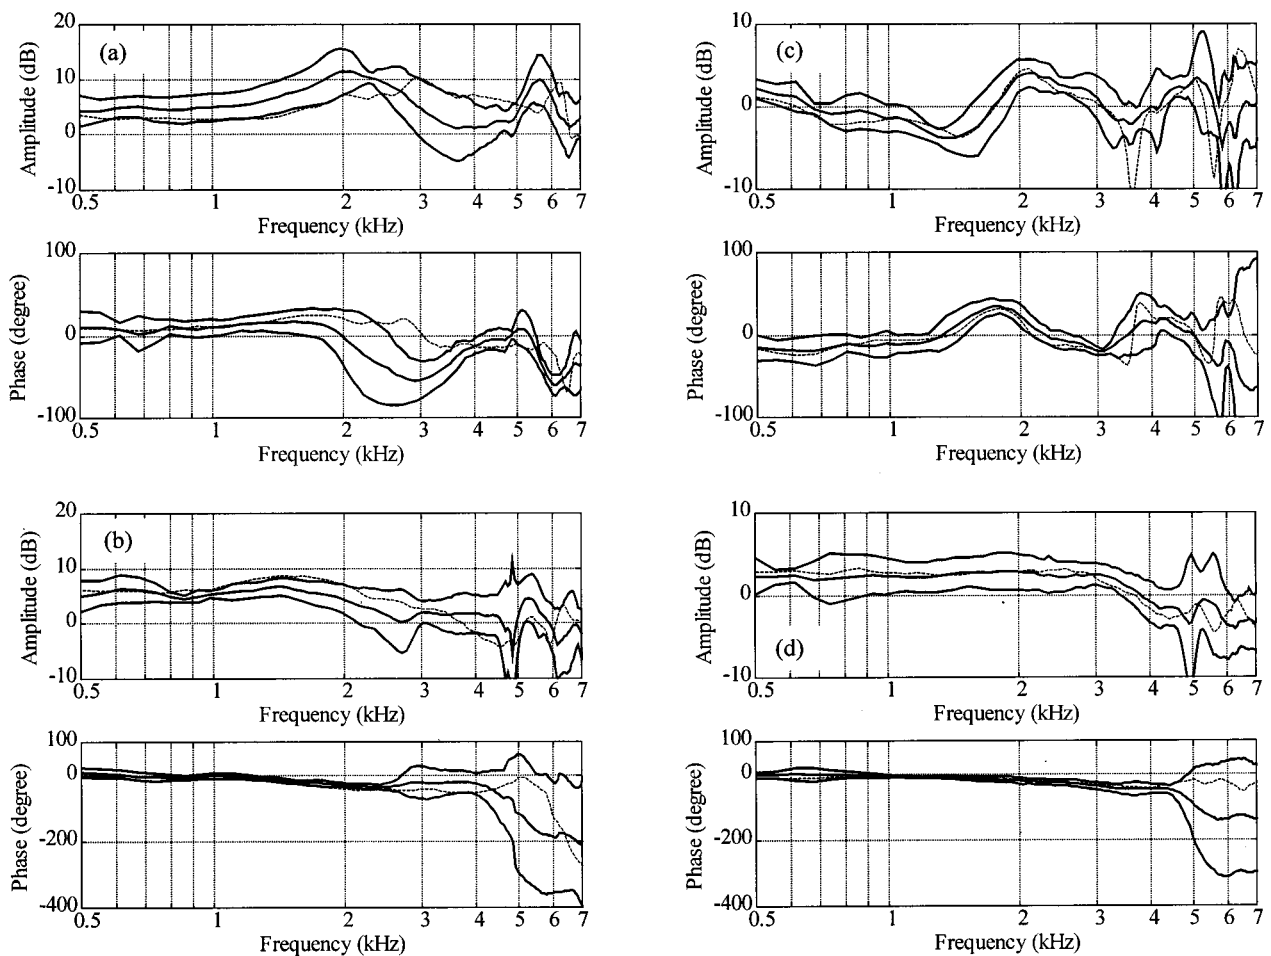 20
10
0
-10
Amplitude (dB)
(a)
0.5 1 2 3 4 5 6 7
Frequency (kHz)
100
0
-100
Phase (degree)
0.5 1 2 3 4 5 6 7
Frequency (kHz)
20
10
0
-10
Amplitude (dB)
(b)
0.5 1 2 3 4 5 6 7
Frequency (kHz)
100
0
-200
-400
Phase (degree)
0.5 1 2 3 4 5 6 7
Frequency (kHz)
10
0
-10
Amplitude (dB)
(c)
0.5 1 2 3 4 5 6 7
Frequency (kHz)
100
0
-100
Phase (degree)
0.5 1 2 3 4 5 6 7
Frequency (kHz)
10
0
-10
Amplitude (dB)
(d)
0.5 1 2 3 4 5 6 7
Frequency (kHz)
100
0
-200
-400
Phase (degree)
0.5 1 2 3 4 5 6 7
Frequency (kHz)